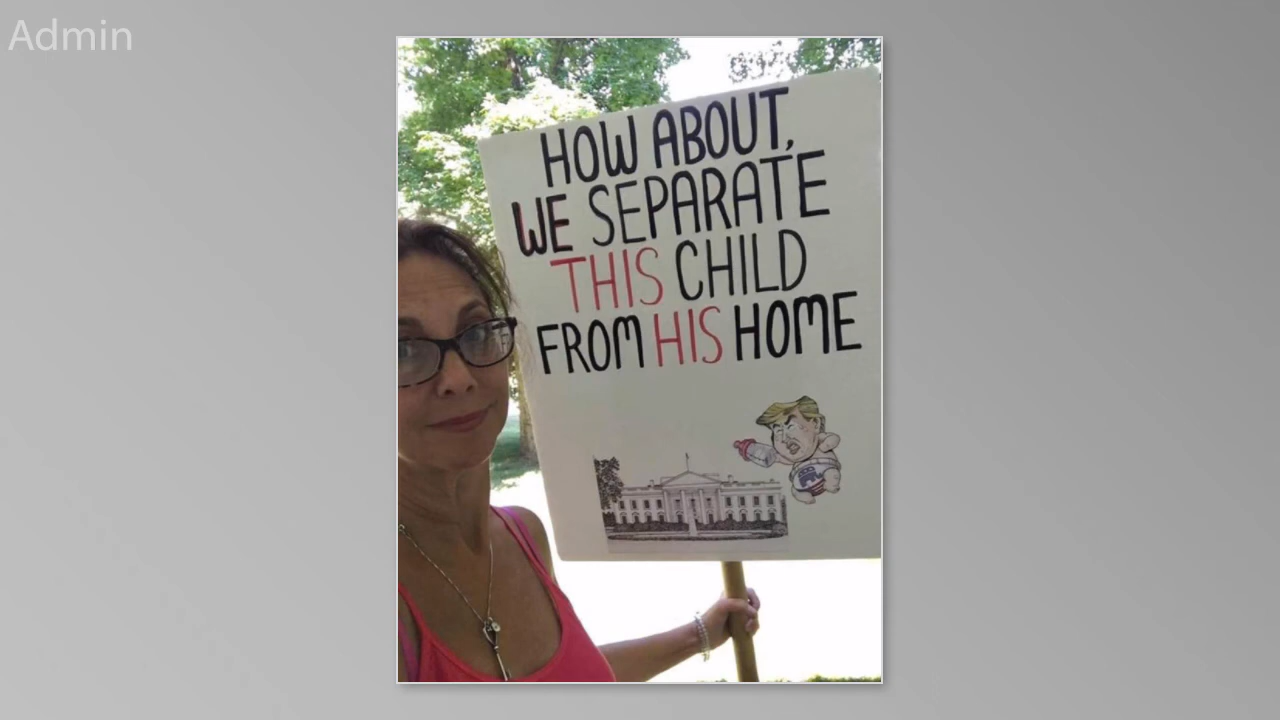 Admin
HOW ABOUT,
WE SEPARATE
THIS CHILD
FROM HIS HOME